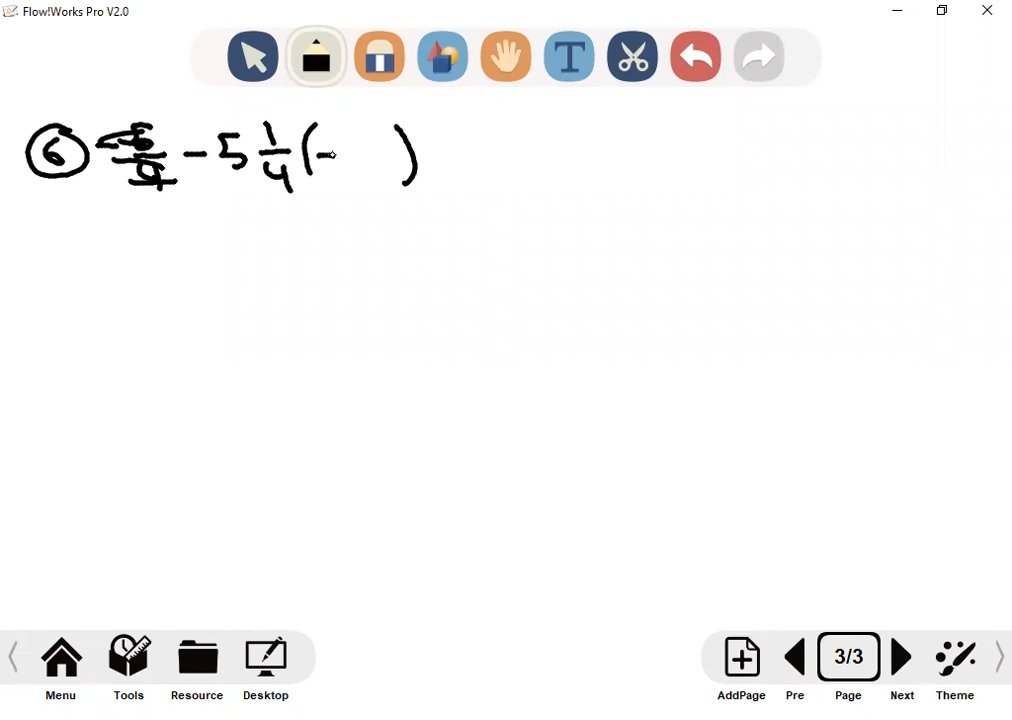 Flow!Works Pro V2.0
T
6 - 5 1/4 (- )
Menu Tools Resource Desktop
3/3
AddPage Pre Page Next Theme